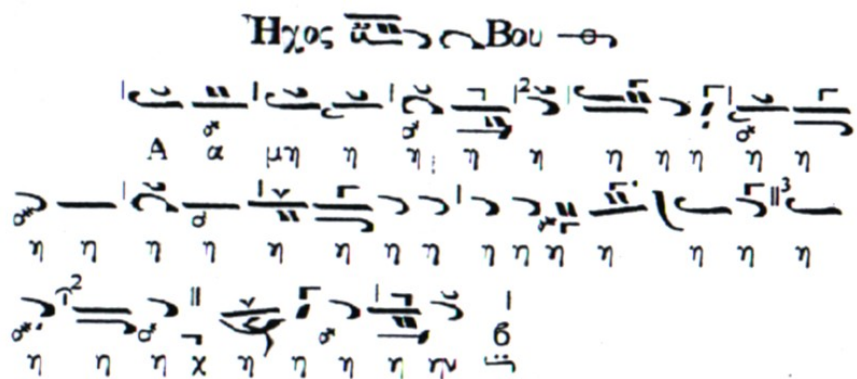 Ἦχος Βου
Α α μη η η η η η η η η η
η η η η η η η η η η η η η η η
η η η χ η η η η ην